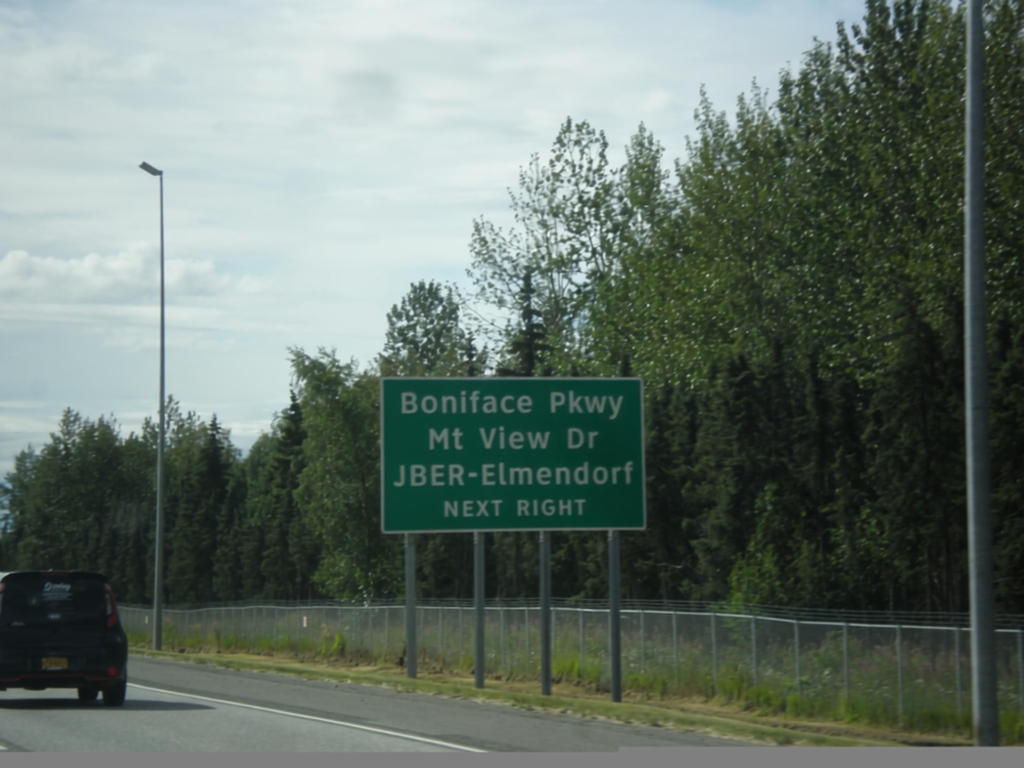 Boniface Pkwy
Mt View Dr
JBER-Elmendorf
NEXT RIGHT